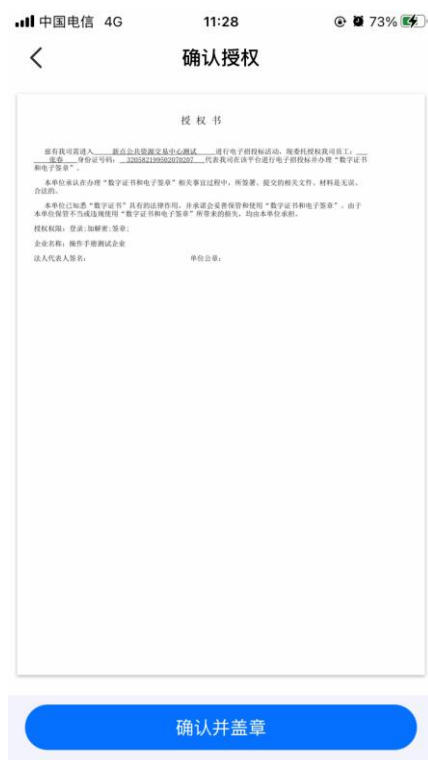 中国电信 4G 11:28 73%
确认授权
授 权 书
兹有我司需进入 新点公共资源交易中心测试 进行电子招投标活动，现委托授权我司员工：
张春 身份证号码： 320582199502070207 代表我司在该平台进行电子招投标并办理“数字证书
和电子签章”。
本单位承认在办理“数字证书和电子签章”相关事宜过程中，所签署、提交的相关文件、材料是无误、
合法的。
本单位已知悉“数字证书”具有的法律作用，并承诺会妥善保管和使用“数字证书和电子签章”。由于
本单位保管不当或违规使用“数字证书和电子签章”所带来的损失，均由本单位承担。
授权权限：登录;加解密;签章;
企业名称：操作手册测试企业
法人代表人签名： 单位公章：
确认并盖章